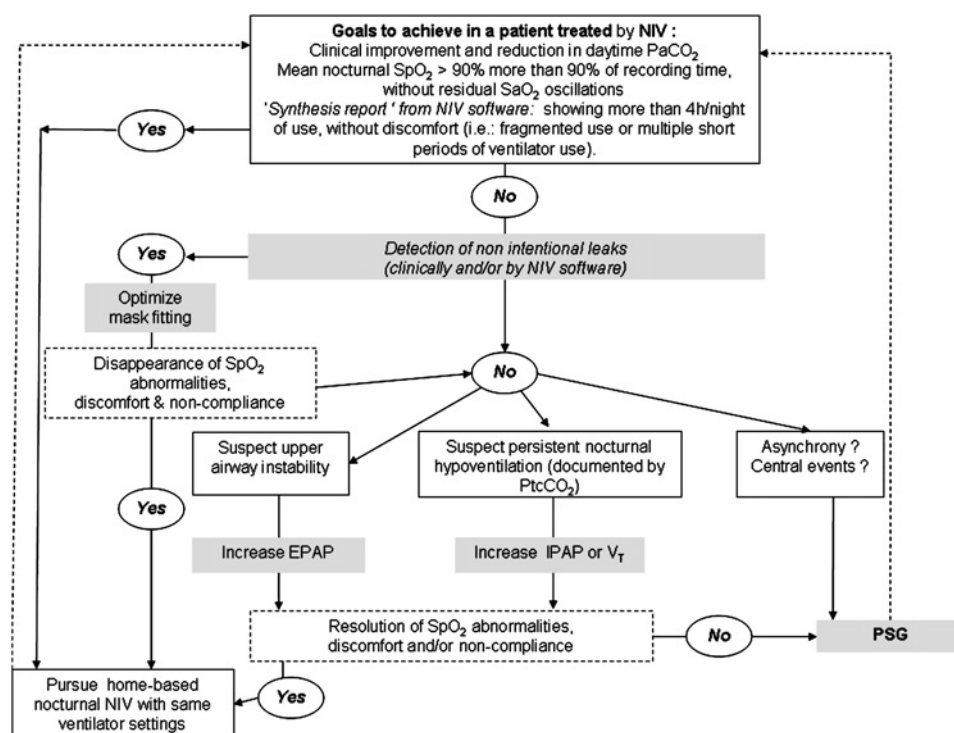 Goals to achieve in a patient treated by NIV :
Clinical improvement and reduction in daytime PaCO₂
Mean nocturnal SpO₂ > 90% more than 90% of recording time,
without residual SaO₂ oscillations
'Synthesis report ' from NIV software: showing more than 4h/night
of use, without discomfort (i.e.: fragmented use or multiple short
periods of ventilator use).
Yes
No
Yes
Detection of non intentional leaks
(clinically and/or by NIV software)
Optimize
mask fitting
Disappearance of SpO₂
abnormalities,
discomfort & non-compliance
No
Suspect upper
airway instability
Suspect persistent nocturnal
hypoventilation (documented by
PtcCO₂)
Asynchrony ?
Central events ?
Yes
Increase EPAP
Increase IPAP or V_T
Resolution of SpO₂ abnormalities,
discomfort and/or non-compliance
No
PSG
Yes
Pursue home-based
nocturnal NIV with same
ventilator settings